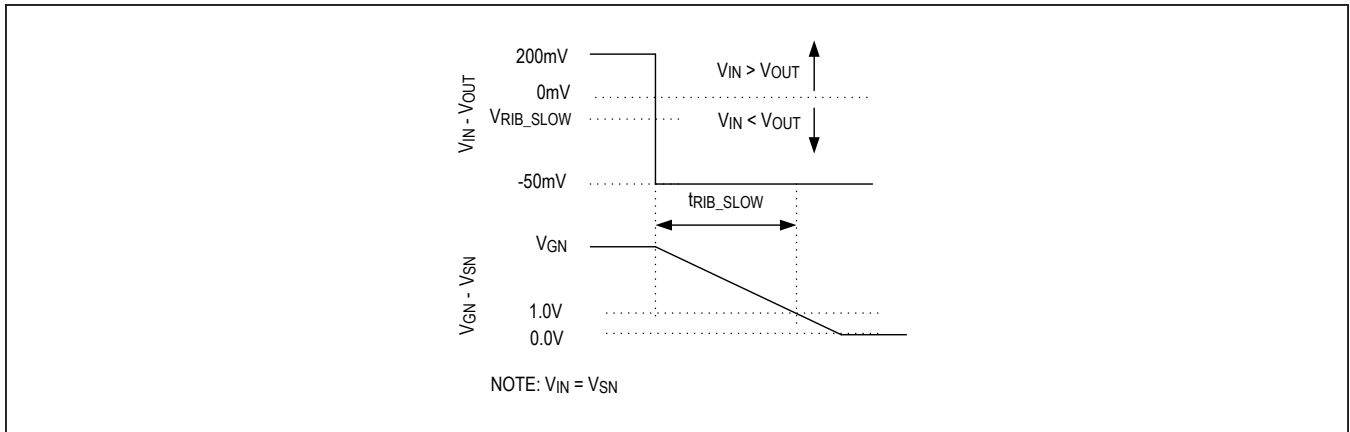 200mV
VIN > VOUT
0mV
VRIB_SLOW
VIN < VOUT
VIN - VOUT
-50mV
tRIB_SLOW
VGN
VGN - VSN
1.0V
0.0V
NOTE: VIN = VSN